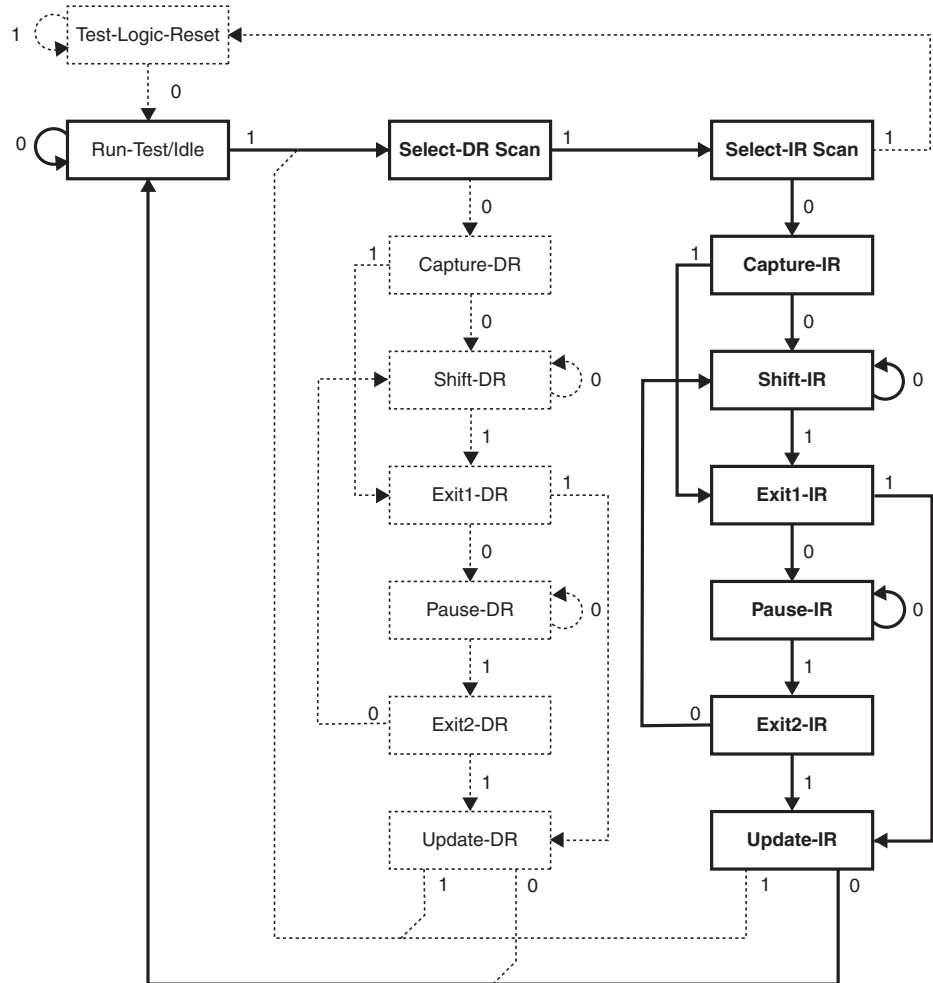 1 Test-Logic-Reset
0
0 Run-Test/Idle 1 Select-DR Scan 1 Select-IR Scan 1
0 0
1 Capture-DR 1 Capture-IR
0 0
Shift-DR 0 Shift-IR 0
1 1
Exit1-DR 1 Exit1-IR 1
0 0
Pause-DR 0 Pause-IR 0
1 1
0 Exit2-DR 0 Exit2-IR
1 1
Update-DR Update-IR
1 0 1 0